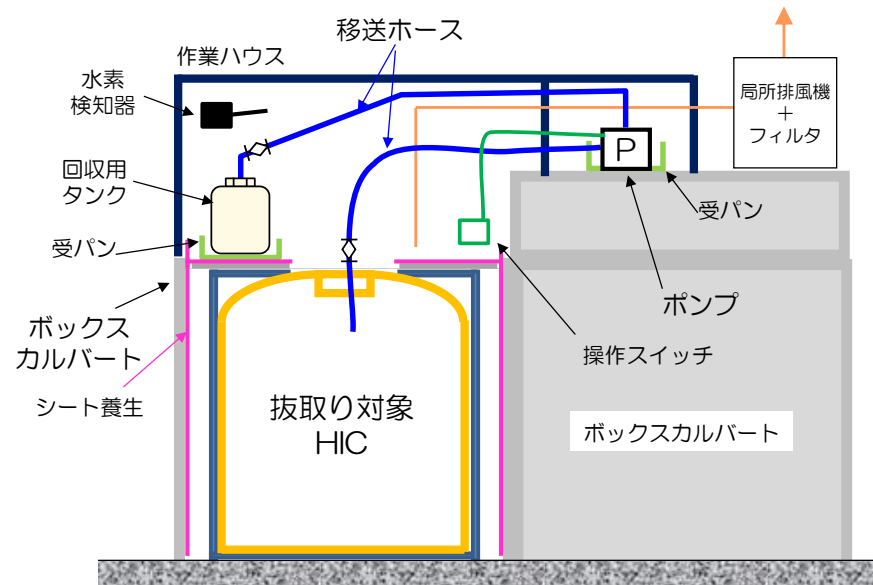 移送ホース
作業ハウス
水素
検知器
局所排風機
＋
フィルタ
P
回収用
タンク
受パン
受パン
ポンプ
ボックス
カルバート
操作スイッチ
シート養生
抜取り対象
HIC
ボックスカルバート